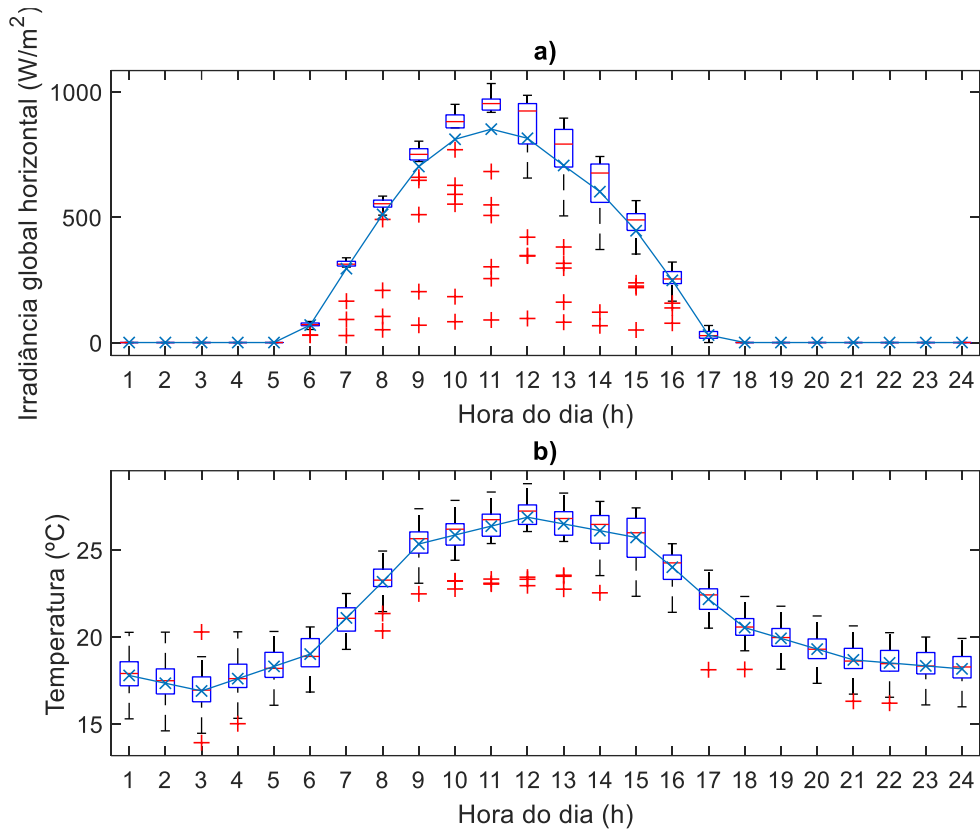 a)
Irradiância global horizontal (W/m²)
1000
500
0
1 2 3 4 5 6 7 8 9 10 11 12 13 14 15 16 17 18 19 20 21 22 23 24
Hora do dia (h)
b)
Temperatura (ºC)
25
20
15
1 2 3 4 5 6 7 8 9 10 11 12 13 14 15 16 17 18 19 20 21 22 23 24
Hora do dia (h)